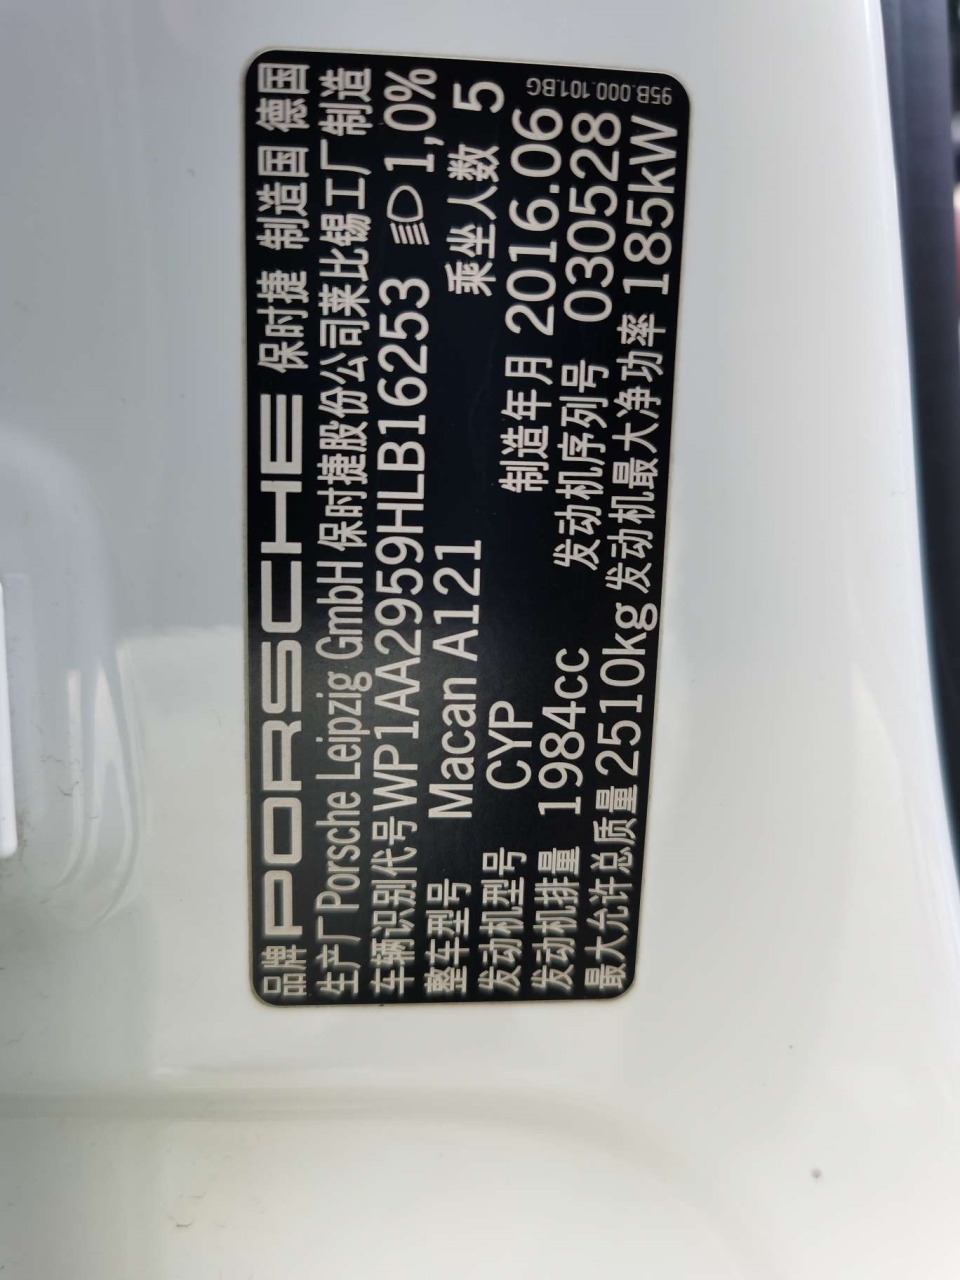 品牌 PORSCHE 保时捷 制造国 德国
生产厂 Porsche Leipzig GmbH 保时捷股份公司莱比锡工厂制造
车辆识别代号 WP1AA2959HLB16253 1,0%
整车型号 Macan A121 乘坐人数 5
发动机型号 CYP 制造年月 2016.06
发动机排量 1984cc 发动机序列号 030528
最大允许总质量 2510kg 发动机最大净功率 185kW
95B.000.101.BG